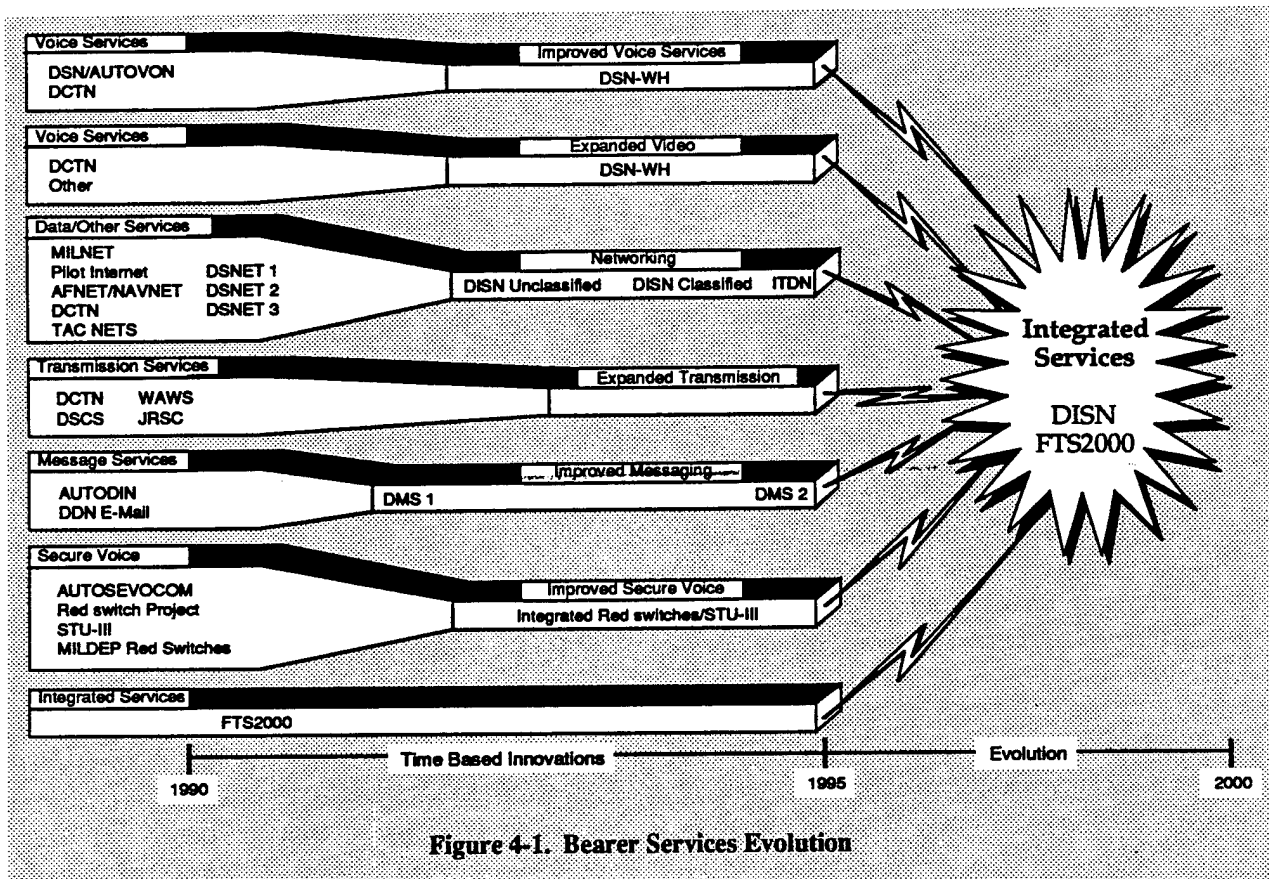 Voice Services
Improved Voice Services
DSN/AUTOVON
DCTN
DSN-WH
Voice Services
Expanded Video
DCTN
Other
DSN-WH
Data/Other Services
Networking
MILNET
Pilot Internet DSNET 1
AFNET/NAVNET DSNET 2
DCTN DSNET 3
TAC NETS
DISN Unclassified DISN Classified ITDN
Transmission Services
Expanded Transmission
DCTN WAWS
DSCS JRSC
Message Services
Improved Messaging
AUTODIN
DDN E-Mail
DMS 1 DMS 2
Secure Voice
Improved Secure Voice
AUTOSEVOCOM
Red switch Project
STU-III
MILDEP Red Switches
Integrated Red switches/STU-III
Integrated Services
FTS2000
Integrated
Services
DISN
FTS2000
Time Based Innovations Evolution
1990 1995 2000
Figure 4-1. Bearer Services Evolution